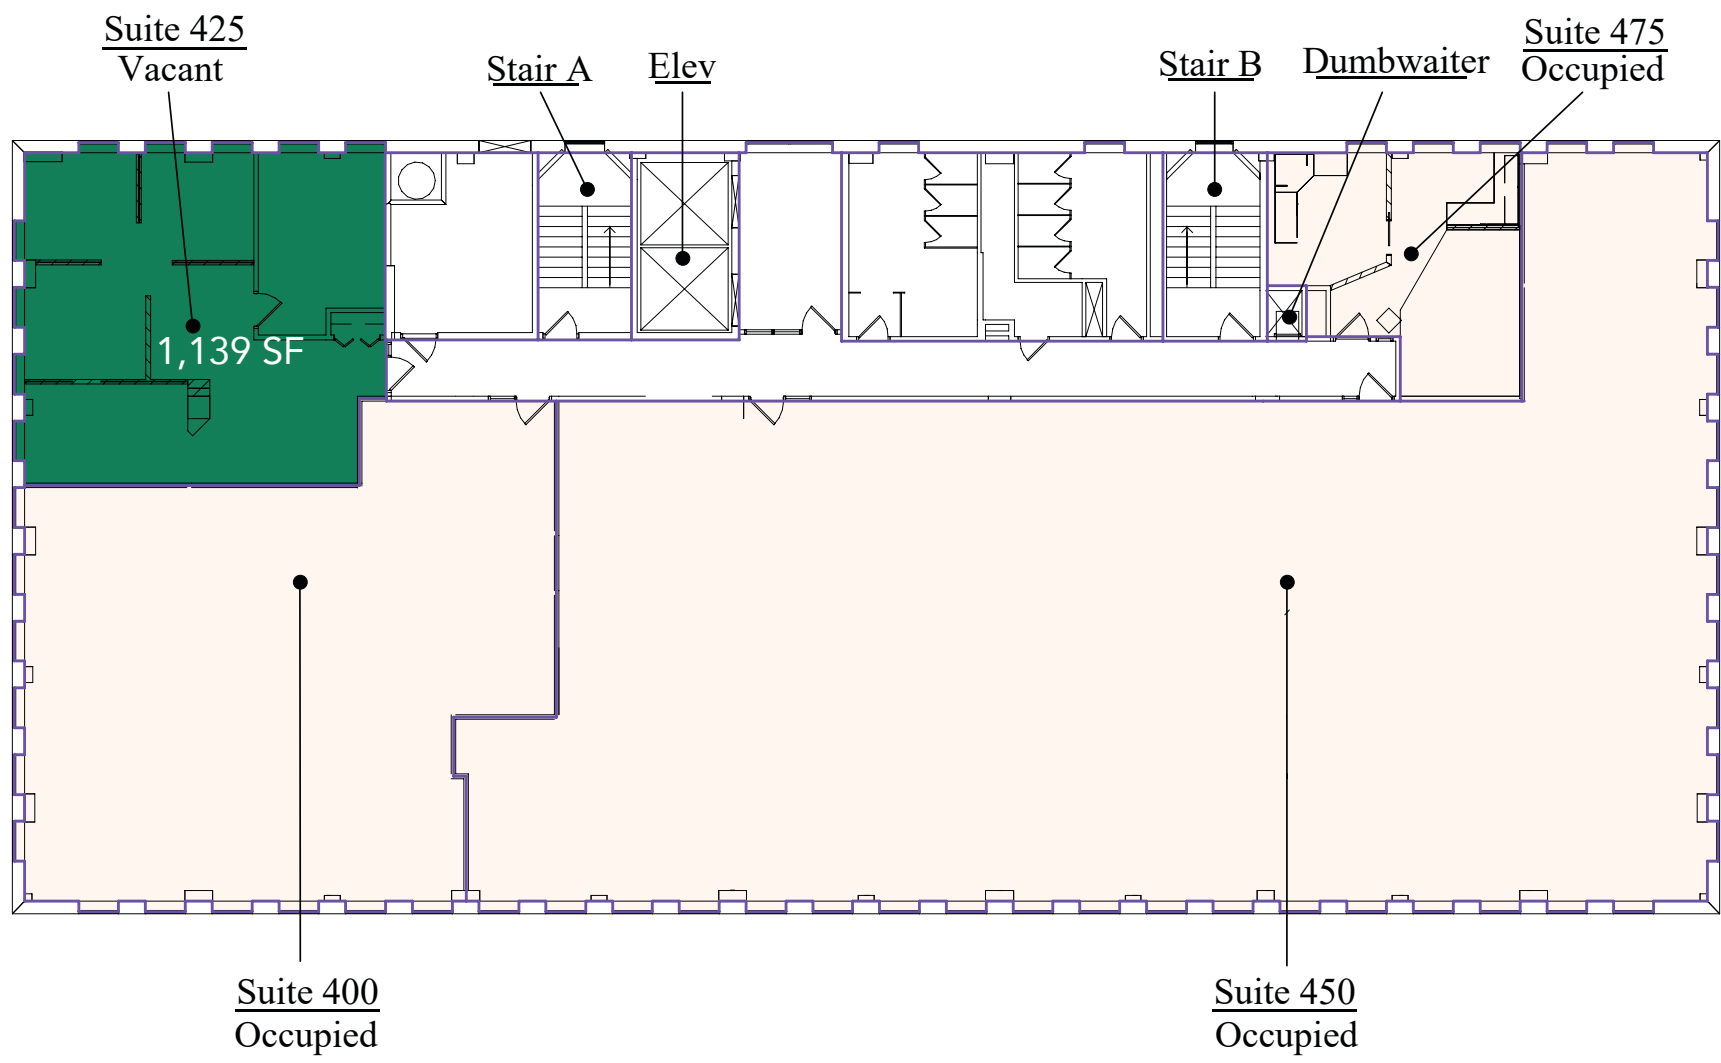 Suite 425
Vacant
Stair A
Elev
Stair B
Dumbwaiter
Suite 475
Occupied
1,139 SF
Suite 400
Occupied
Suite 450
Occupied